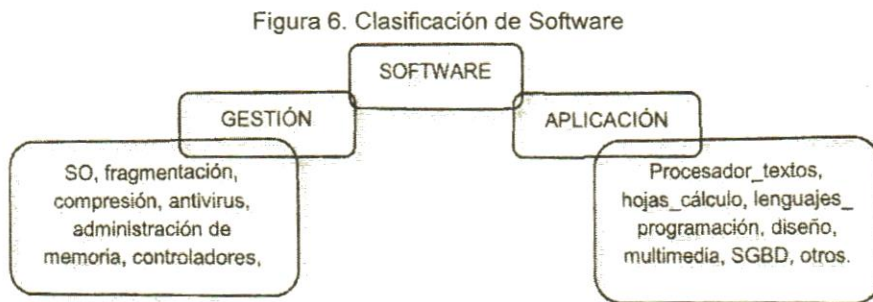 Figura 6. Clasificación de Software
SOFTWARE
GESTIÓN
APLICACIÓN
SO, fragmentación,
compresión, antivirus,
administración de
memoria, controladores,
Procesador_textos,
hojas_cálculo, lenguajes_
programación, diseño,
multimedia, SGBD, otros.